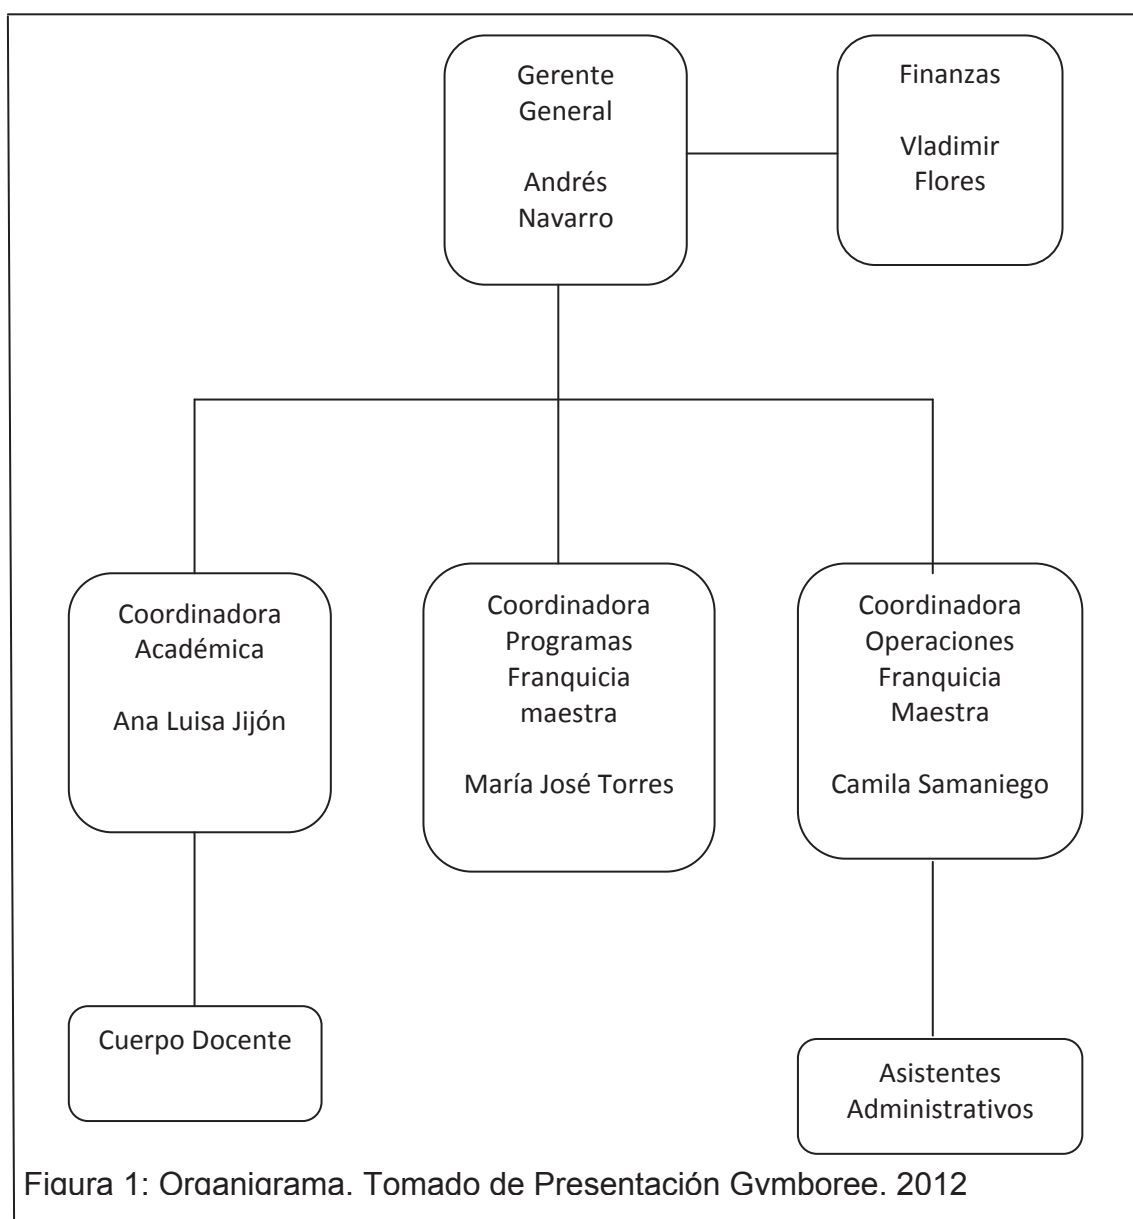 Gerente
General
Andrés
Navarro
Finanzas
Vladimir
Flores
Coordinadora
Académica
Ana Luisa Jijón
Coordinadora
Programas
Franquicia
maestra
María José Torres
Coordinadora
Operaciones
Franquicia
Maestra
Camila Samaniego
Cuerpo Docente
Asistentes
Administrativos
Figura 1: Organigrama. Tomado de Presentación Gymboree. 2012